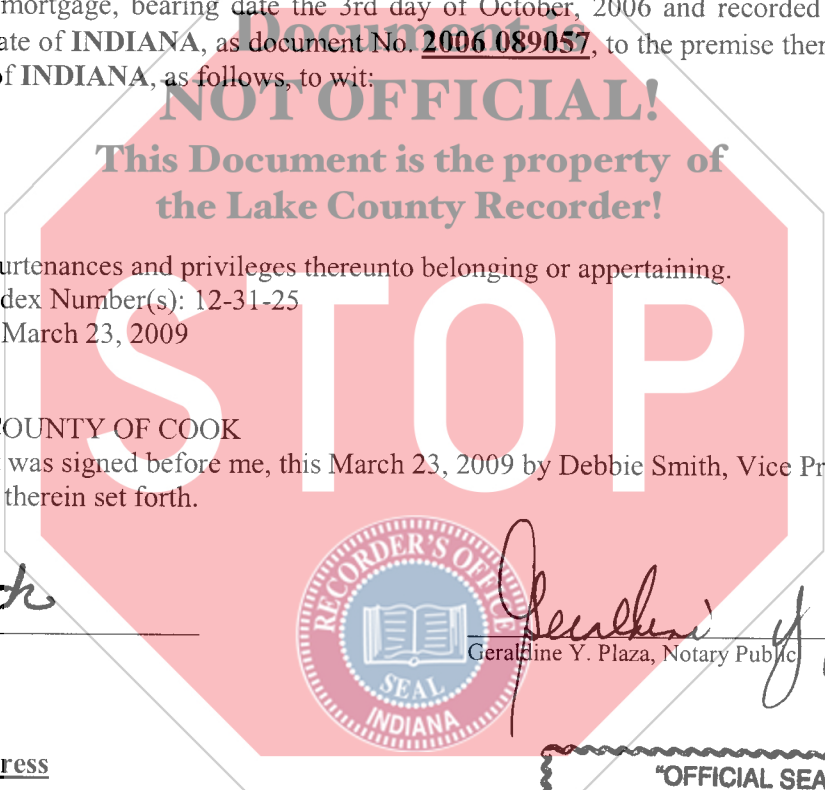 mortgage, bearing date the 3rd day of October, 2006 and recorded
Document is
ate of INDIANA, as document No. 2006 089057, to the premise ther
of INDIANA, as follows, to wit:
NOT OFFICIAL!
This Document is the property of
the Lake County Recorder!
urtenances and privileges thereunto belonging or appertaining.
dex Number(s): 12-31-25
March 23, 2009
STOP
COUNTY OF COOK
was signed before me, this March 23, 2009 by Debbie Smith, Vice Pr
therein set forth.
RECORDER'S OFFICE
SEAL
INDIANA
Geraldine Y
Geraldine Y. Plaza, Notary Public
ress
"OFFICIAL SEA